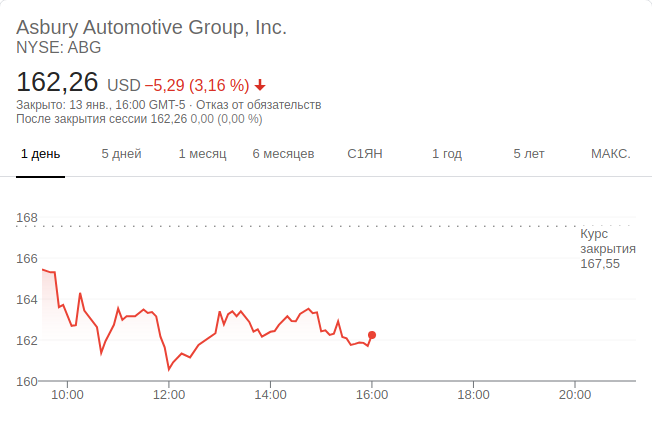 Asbury Automotive Group, Inc.
NYSE: ABG
162,26 USD −5,29 (3,16 %)
Закрыто: 13 янв., 16:00 GMT-5 · Отказ от обязательств
После закрытия сессии 162,26 0,00 (0,00 %)
1 день 5 дней 1 месяц 6 месяцев С1ЯН 1 год 5 лет МАКС.
168
Курс
закрытия
167,55
166
164
162
160
10:00 12:00 14:00 16:00 18:00 20:00